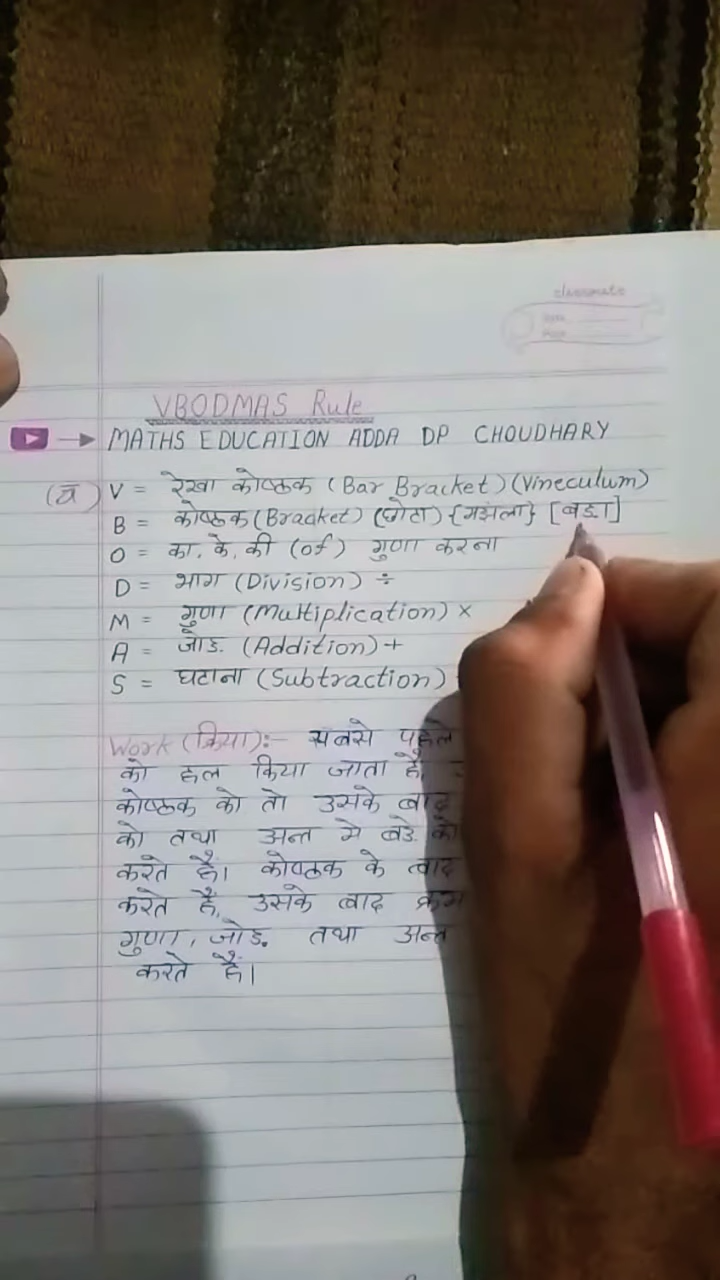 classmate
VBODMAS Rule
MATHS EDUCATION ADDA DP CHOUDHARY
(a̅) V = रेखा कोष्ठक (Bar Bracket) (Vineculum)
B = कोष्ठक (Bracket) (छोटा) {मझला} [बड़ा]
O = का. के. की (of) गुणा करना
D = भाग (Division) ÷
M = गुणा (Multiplication) ×
A = जोड. (Addition) +
S = घटाना (Subtraction)
Work (क्रिया):- सबसे पहले
को हल किया जाता है,
कोष्ठक को तो उसके बाद
को तथा अन्त मे बडे को
करते हैं। कोष्ठक के बाद
करते हैं, उसके बाद क्रम
गुणा, जोड. तथा अन्त
करते हैं।